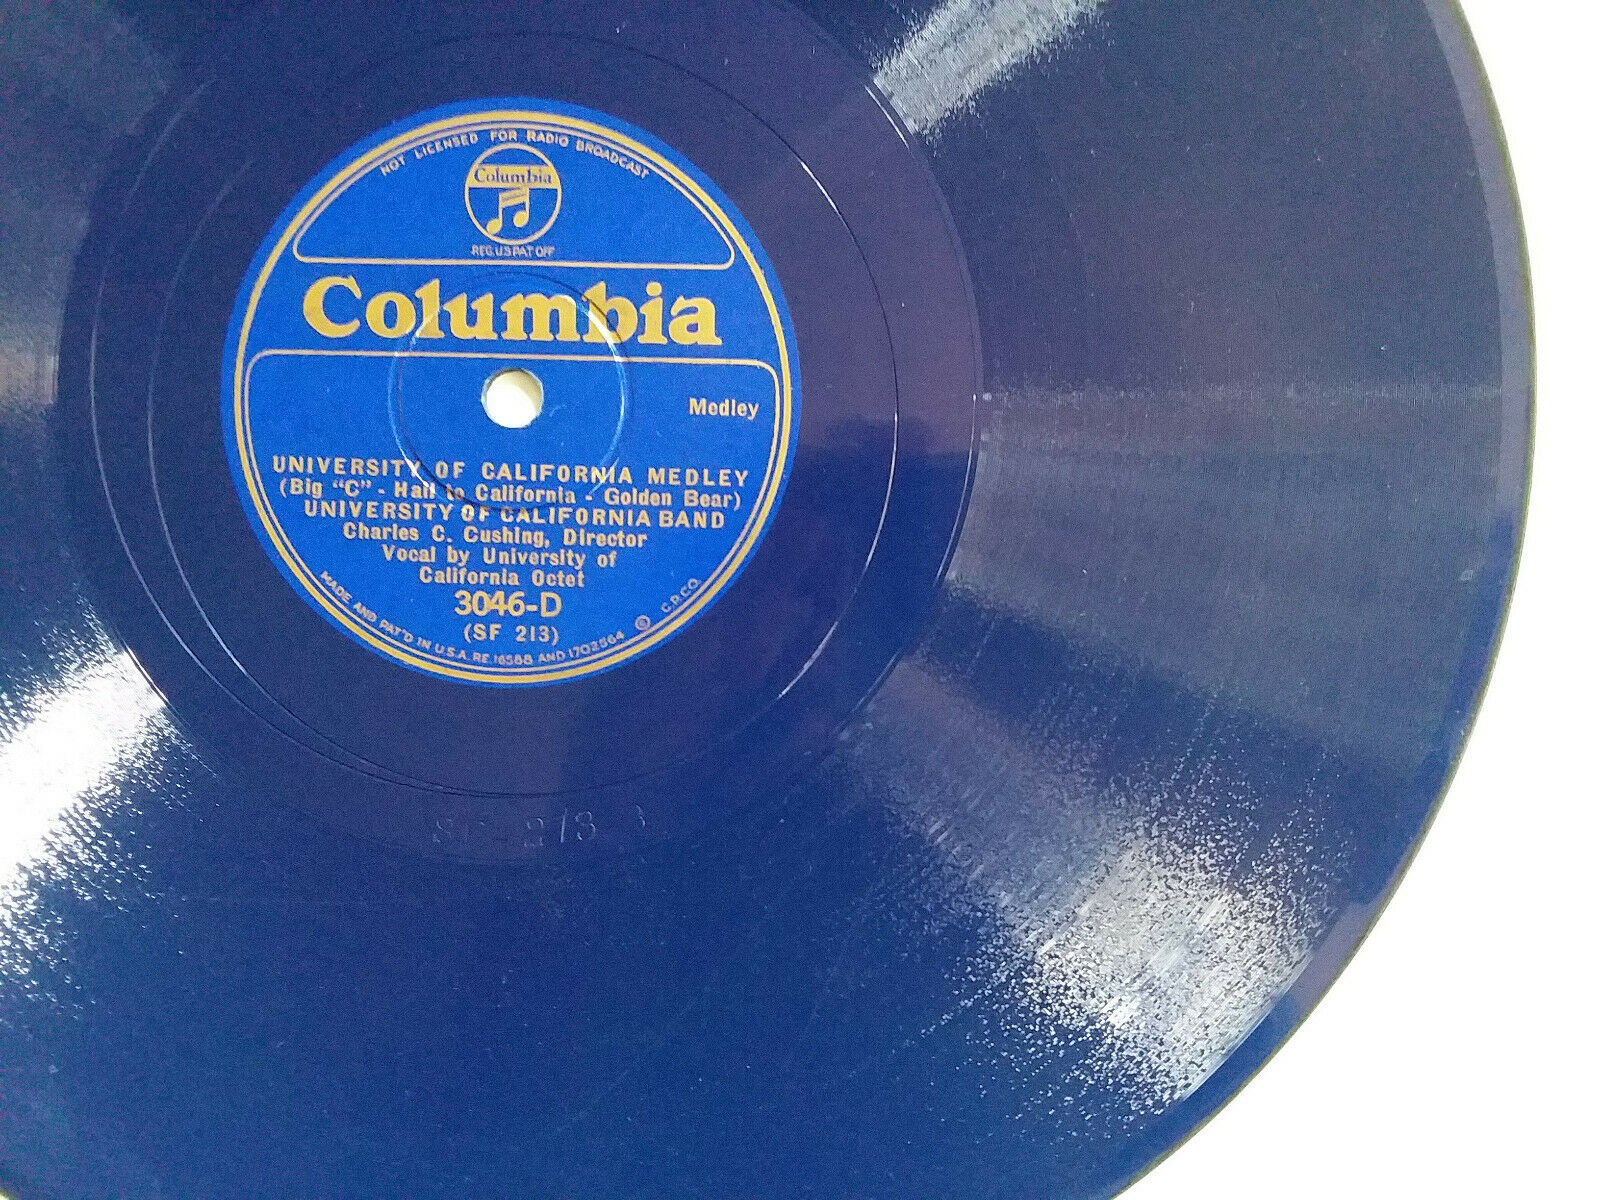 NOT LICENSED FOR RADIO BROADCAST
Columbia
REG. U.S. PAT. OFF.
Columbia
Medley
UNIVERSITY OF CALIFORNIA MEDLEY
(Big "C" - Hail to California - Golden Bear)
UNIVERSITY OF CALIFORNIA BAND
Charles C. Cushing, Director
Vocal by University of
California Octet
3046-D
(SF 213)
MADE AND PAT'D IN U.S.A. RE. 16588 AND 1702564 © C.P.CO.
213